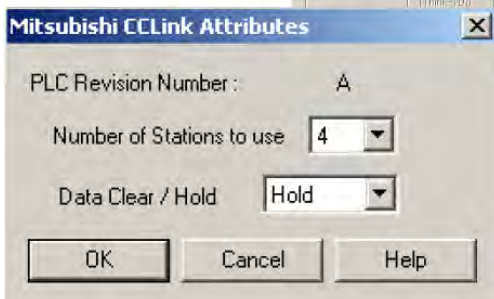 Mitsubishi CCLink Attributes
PLC Revision Number : A
Number of Stations to use 4
Data Clear / Hold Hold
OK Cancel Help